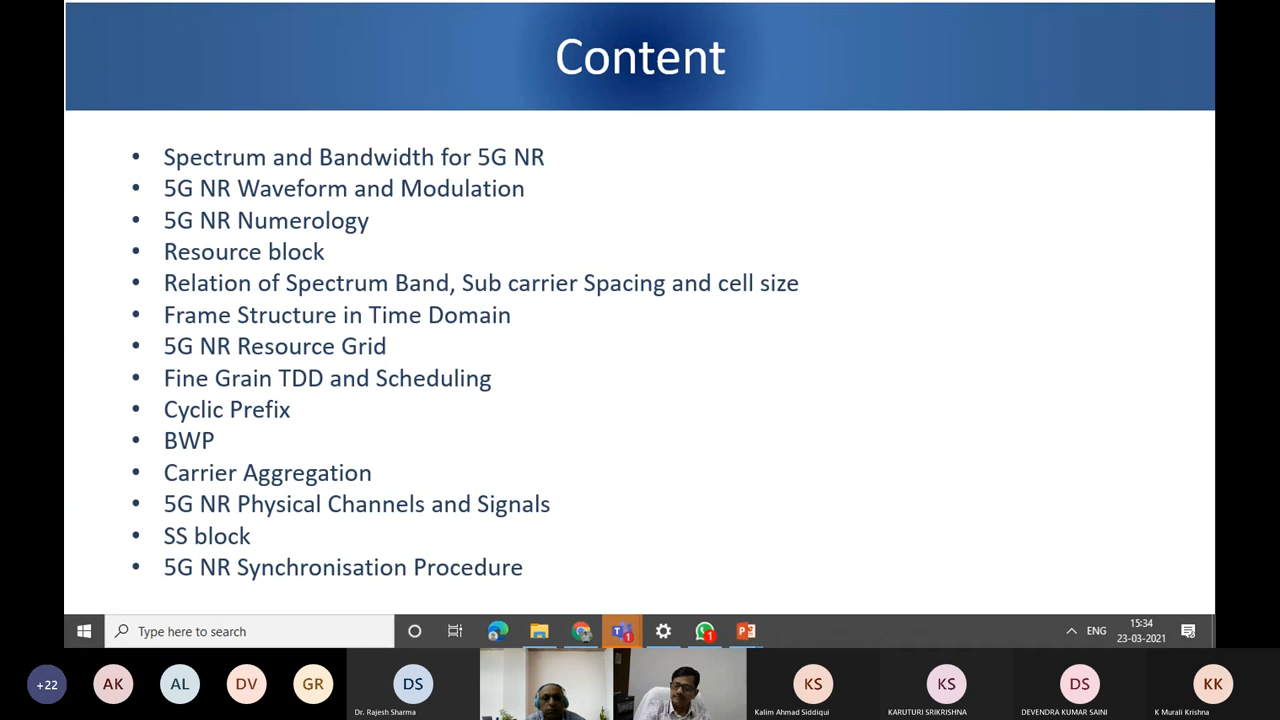 Content
• Spectrum and Bandwidth for 5G NR
• 5G NR Waveform and Modulation
• 5G NR Numerology
• Resource block
• Relation of Spectrum Band, Sub carrier Spacing and cell size
• Frame Structure in Time Domain
• 5G NR Resource Grid
• Fine Grain TDD and Scheduling
• Cyclic Prefix
• BWP
• Carrier Aggregation
• 5G NR Physical Channels and Signals
• SS block
• 5G NR Synchronisation Procedure
Type here to search
ENG
15:34
23-03-2021
+22
AK
AL
DV
GR
DS
KS
KS
DS
KK
Dr. Rajesh Sharma
Kalim Ahmad Siddiqui
KARUTURI SRIKRISHNA
DEVENDRA KUMAR SAINI
K Murali Krishna